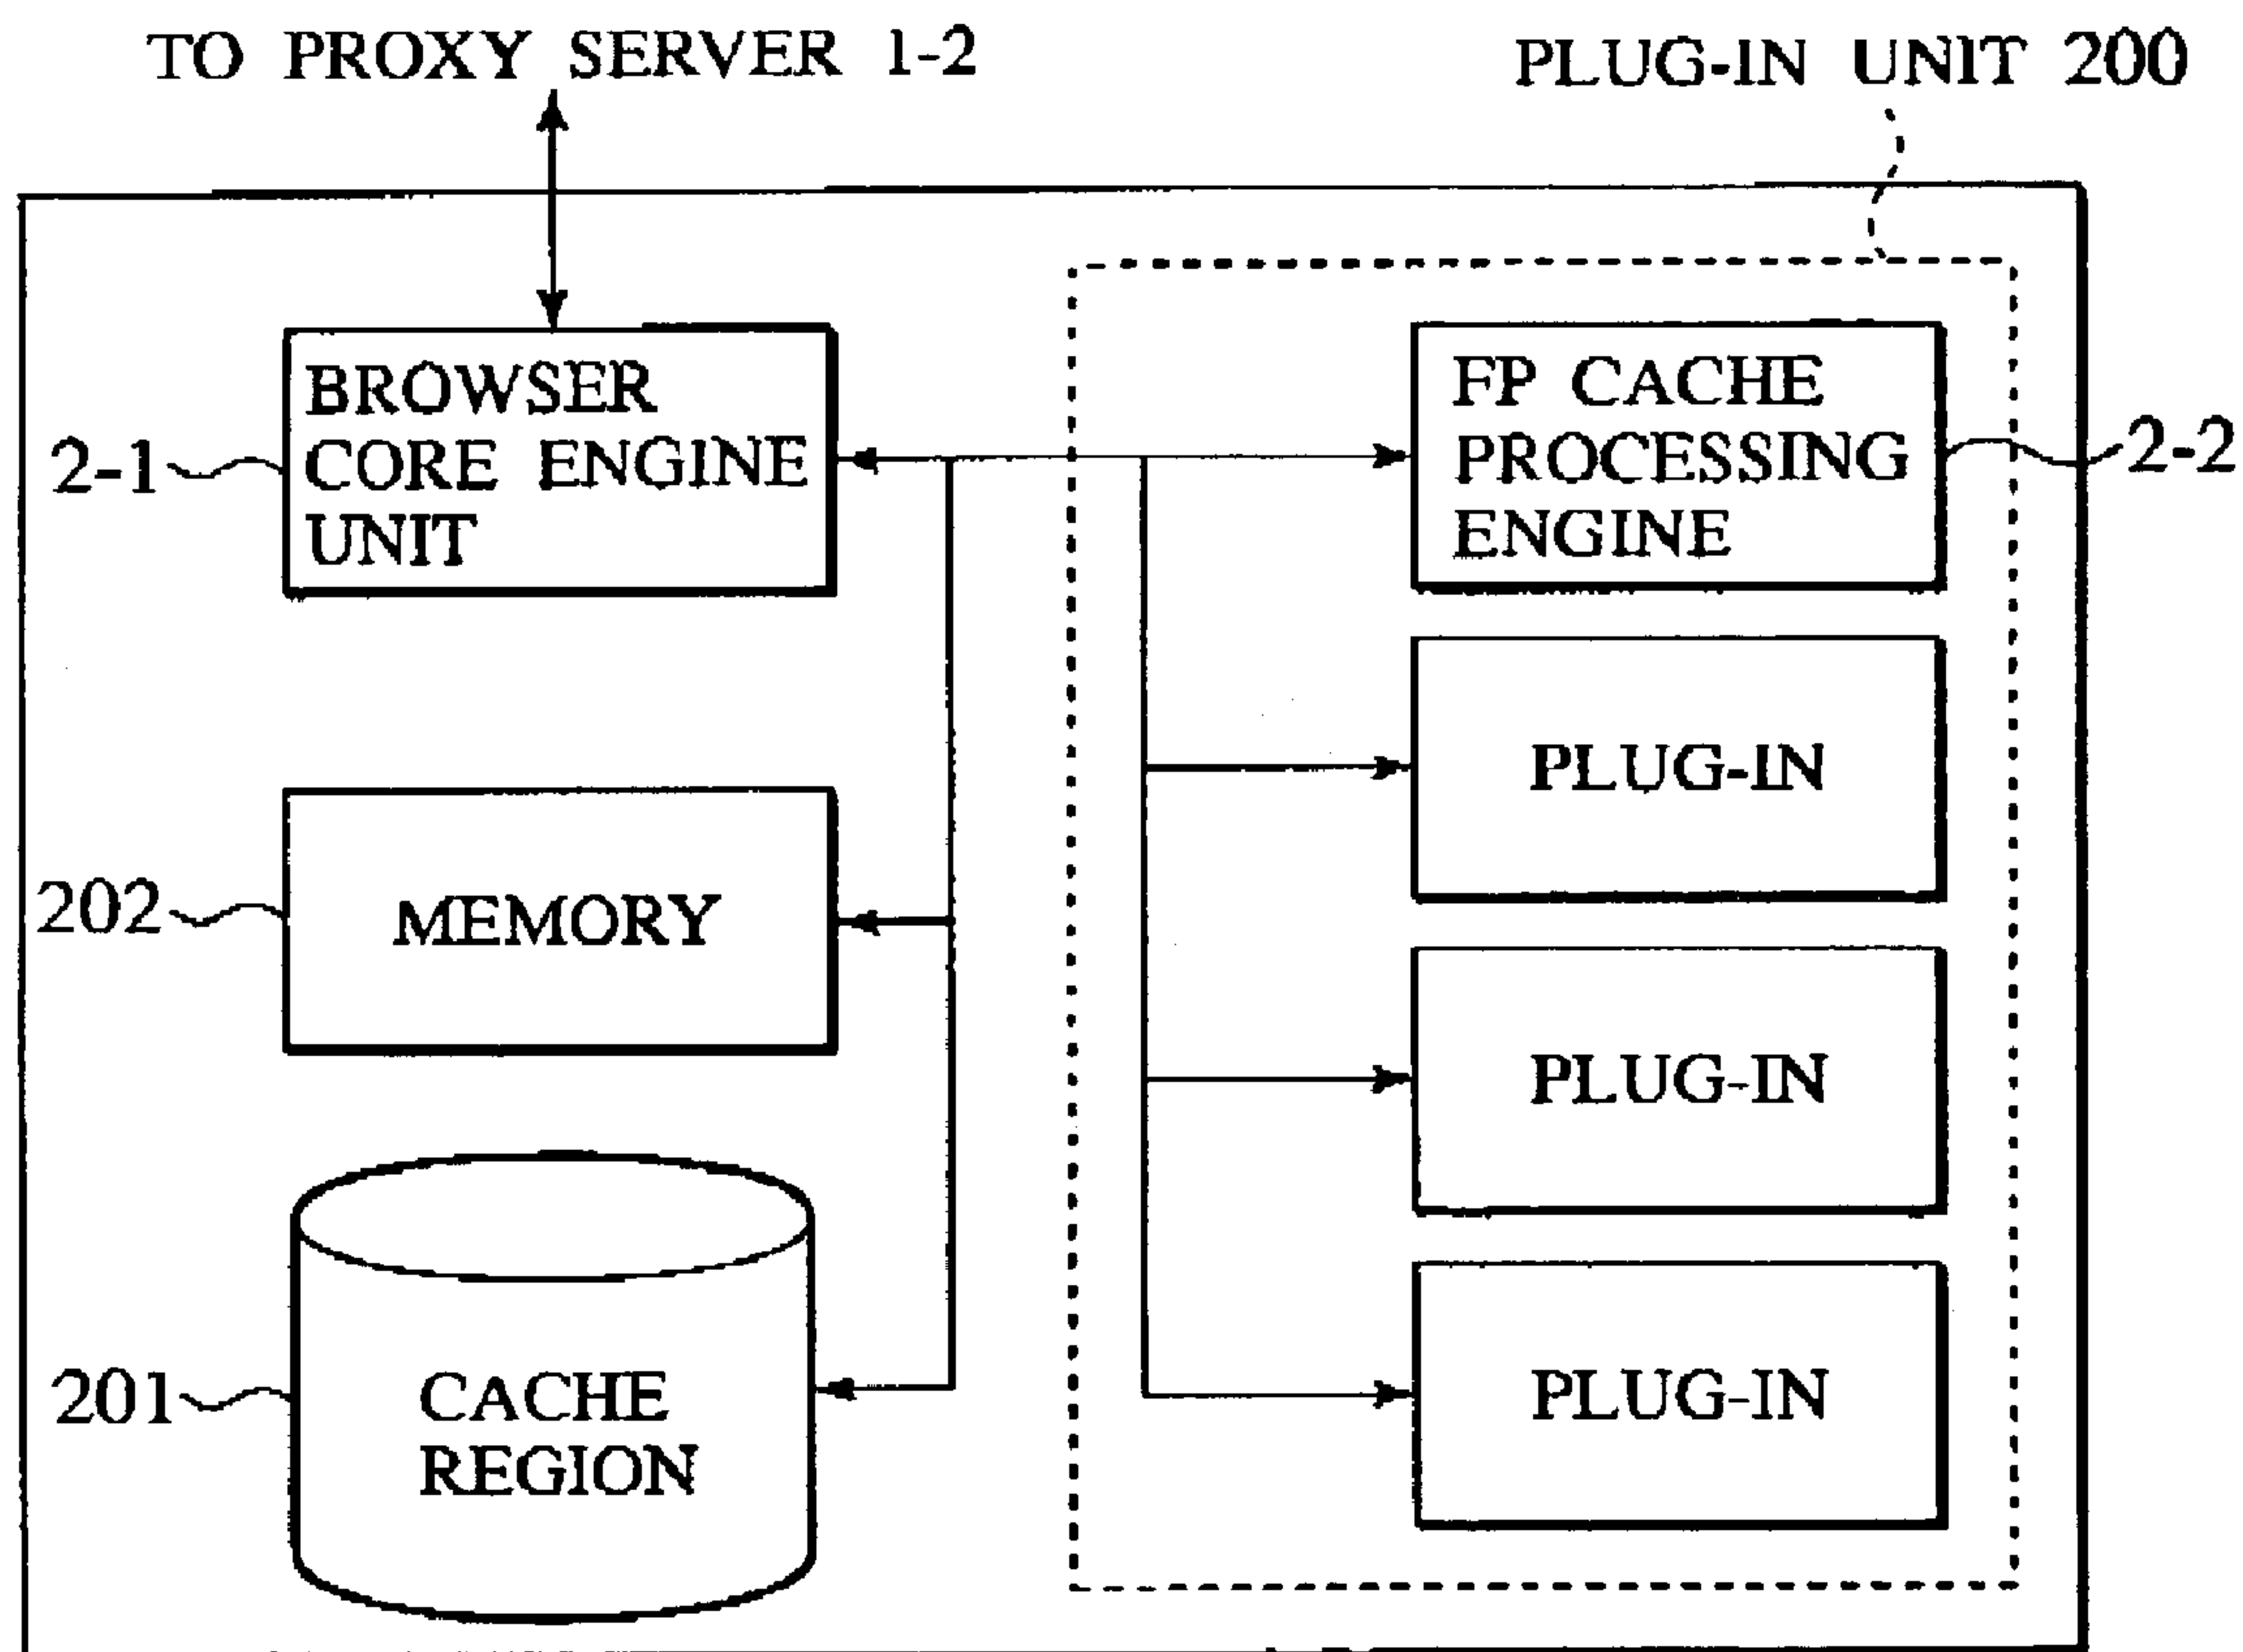 TO PROXY SERVER 1-2
PLUG-IN UNIT 200
BROWSER
CORE ENGINE
UNIT
2-1
FP CACHE
PROCESSING
ENGINE
2-2
PLUG-IN
202
MEMORY
PLUG-IN
201
CACHE
REGION
PLUG-IN